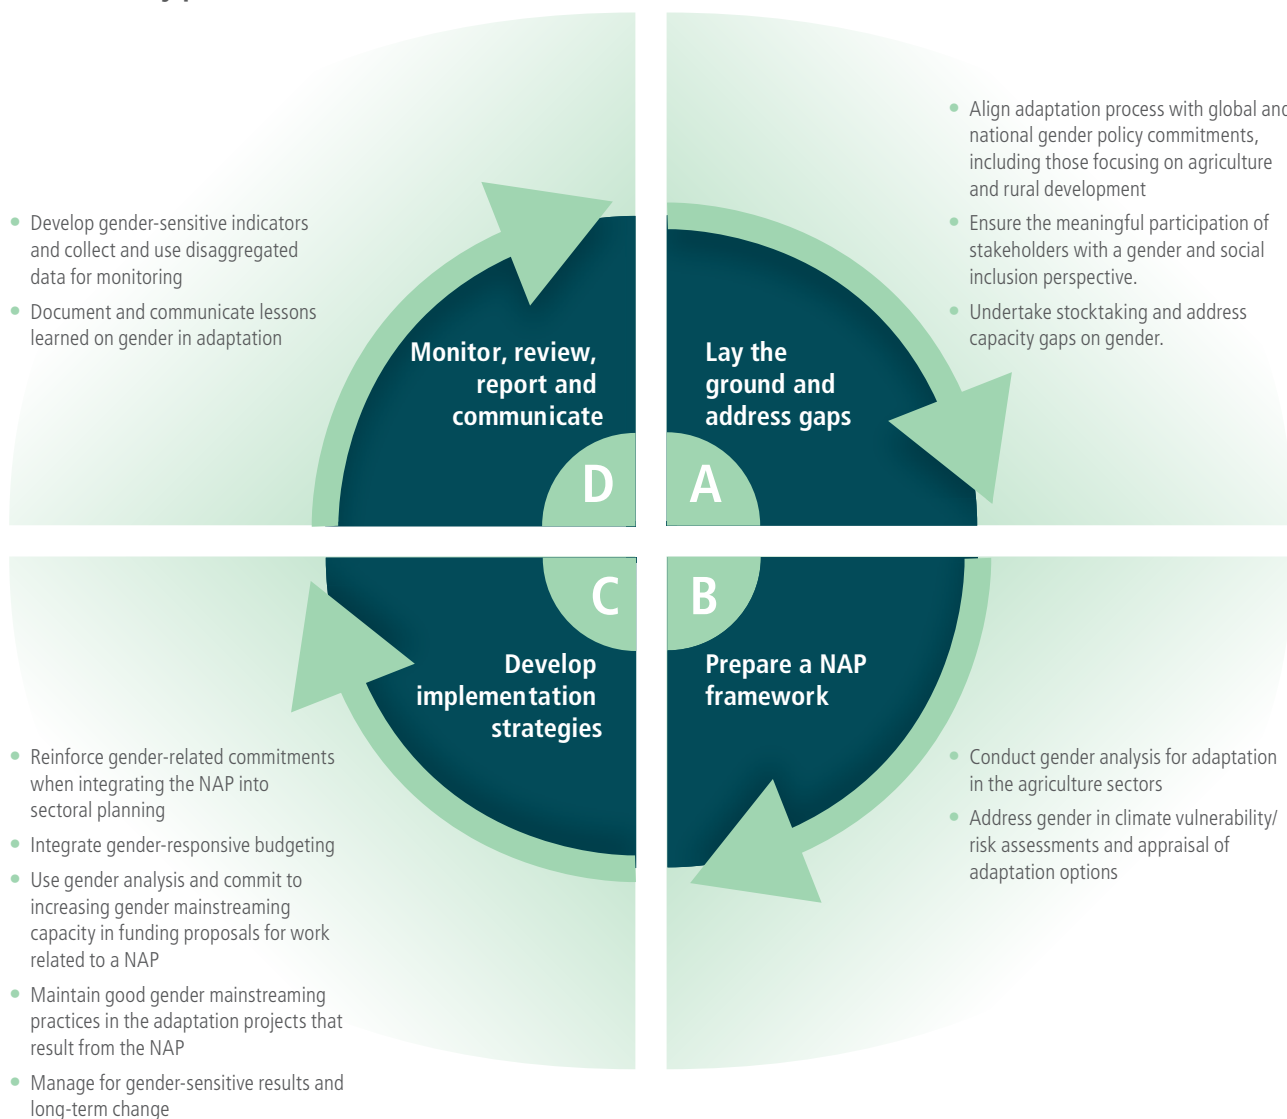 • Align adaptation process with global and
national gender policy commitments,
including those focusing on agriculture
and rural development
• Ensure the meaningful participation of
stakeholders with a gender and social
inclusion perspective.
• Undertake stocktaking and address
capacity gaps on gender.
• Develop gender-sensitive indicators
and collect and use disaggregated
data for monitoring
• Document and communicate lessons
learned on gender in adaptation
Monitor, review,
report and
communicate
D
Lay the
ground and
address gaps
A
C
Develop
implementation
strategies
B
Prepare a NAP
framework
• Reinforce gender-related commitments
when integrating the NAP into
sectoral planning
• Integrate gender-responsive budgeting
• Use gender analysis and commit to
increasing gender mainstreaming
capacity in funding proposals for work
related to a NAP
• Maintain good gender mainstreaming
practices in the adaptation projects that
result from the NAP
• Manage for gender-sensitive results and
long-term change
• Conduct gender analysis for adaptation
in the agriculture sectors
• Address gender in climate vulnerability/
risk assessments and appraisal of
adaptation options